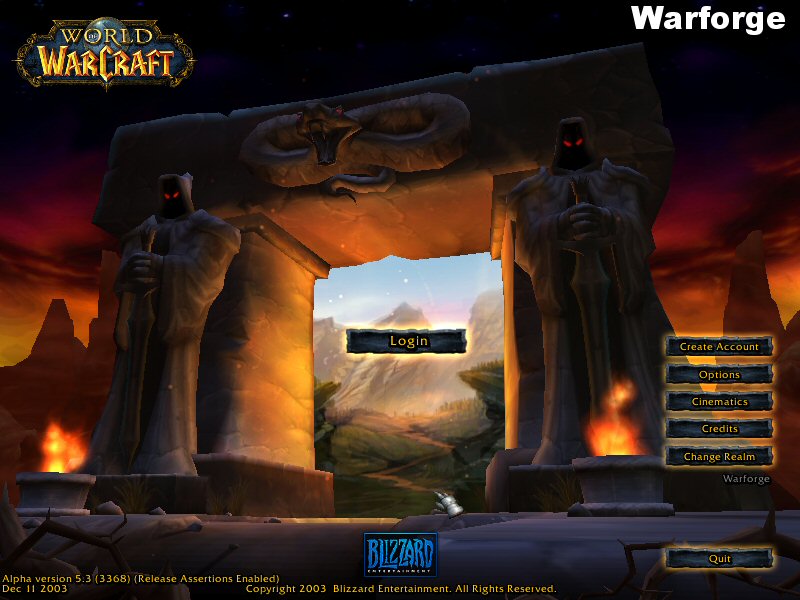 Warforge
WORLD
OF
WARCRAFT
Login
Create Account
Options
Cinematics
Credits
Change Realm
Warforge
BLIZZARD
ENTERTAINMENT
Quit
Alpha version 5.3 (3368) (Release Assertions Enabled)
Dec 11 2003
Copyright 2003 Blizzard Entertainment. All Rights Reserved.